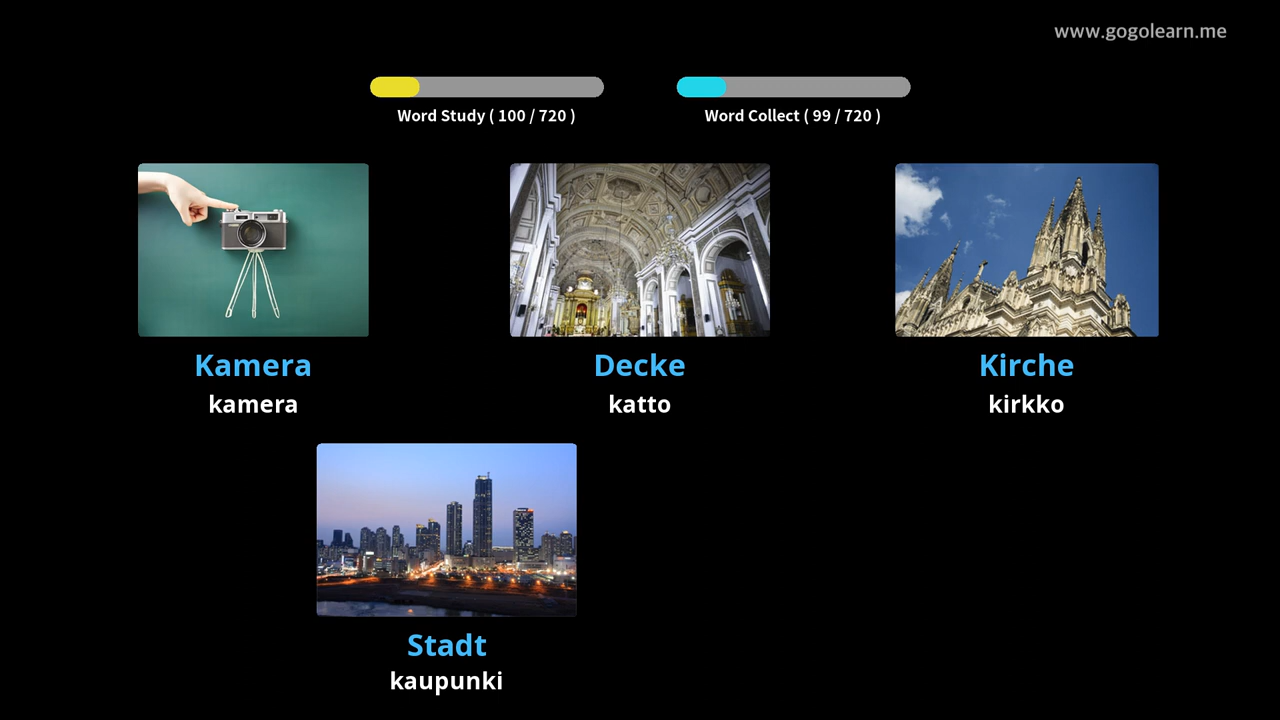 www.gogolearn.me
Word Study ( 100 / 720 )
Word Collect ( 99 / 720 )
Kamera
kamera
Decke
katto
Kirche
kirkko
Stadt
kaupunki